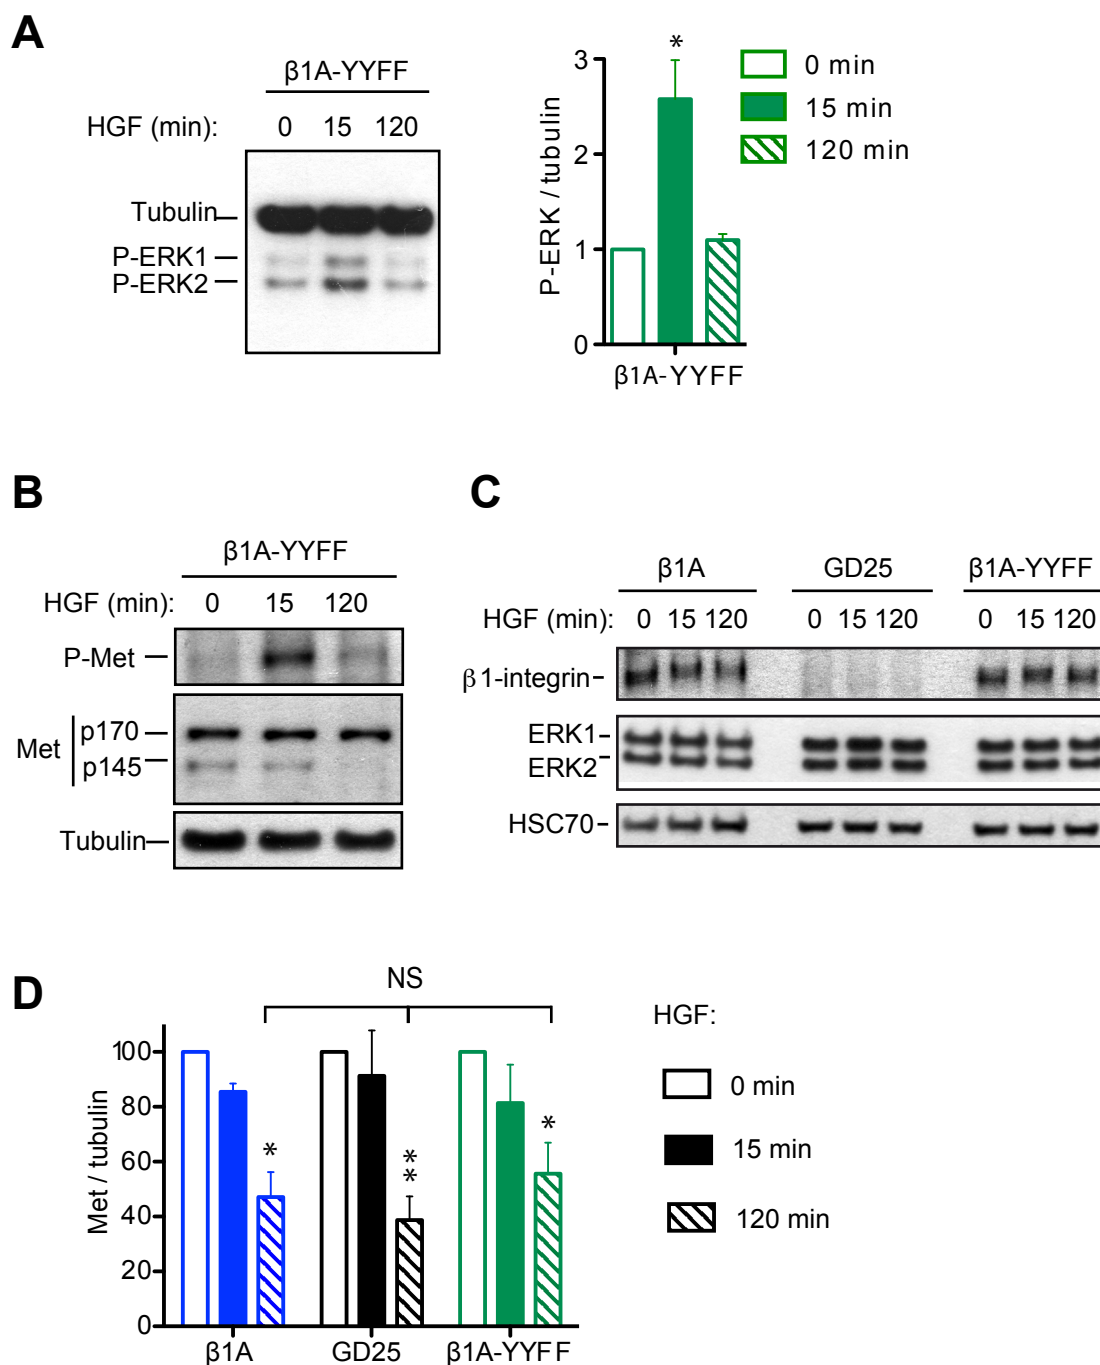 A
β1A-YYFF
HGF (min): 0 15 120
Tubulin
P-ERK1
P-ERK2
P-ERK / tubulin
3
2
1
0
*
β1A-YYFF
0 min
15 min
120 min
B
β1A-YYFF
HGF (min): 0 15 120
P-Met
Met
p170
p145
Tubulin
C
β1A GD25 β1A-YYFF
HGF (min): 0 15 120 0 15 120 0 15 120
β1-integrin
ERK1
ERK2
HSC70
D
NS
Met / tubulin
100
80
60
40
20
0
* ** *
β1A GD25 β1A-YYFF
HGF:
0 min
15 min
120 min